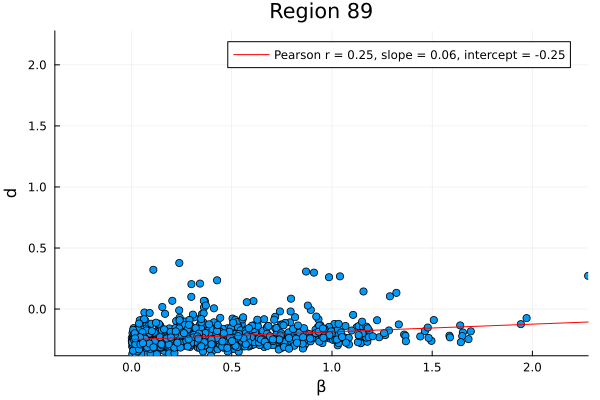 Region 89
Pearson r = 0.25, slope = 0.06, intercept = -0.25
2.0
1.5
1.0
0.5
0.0
d
0.0 0.5 1.0 1.5 2.0
β